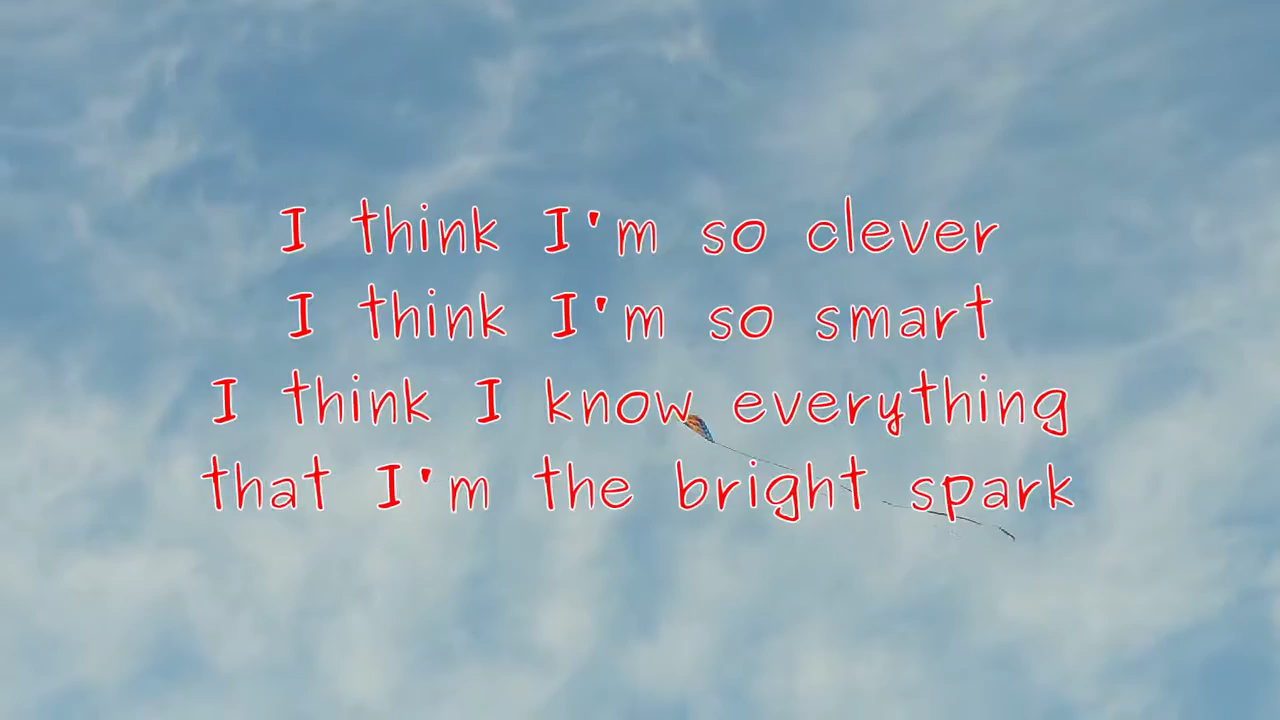 I think I'm so clever
I think I'm so smart
I think I know everything
that I'm the bright spark